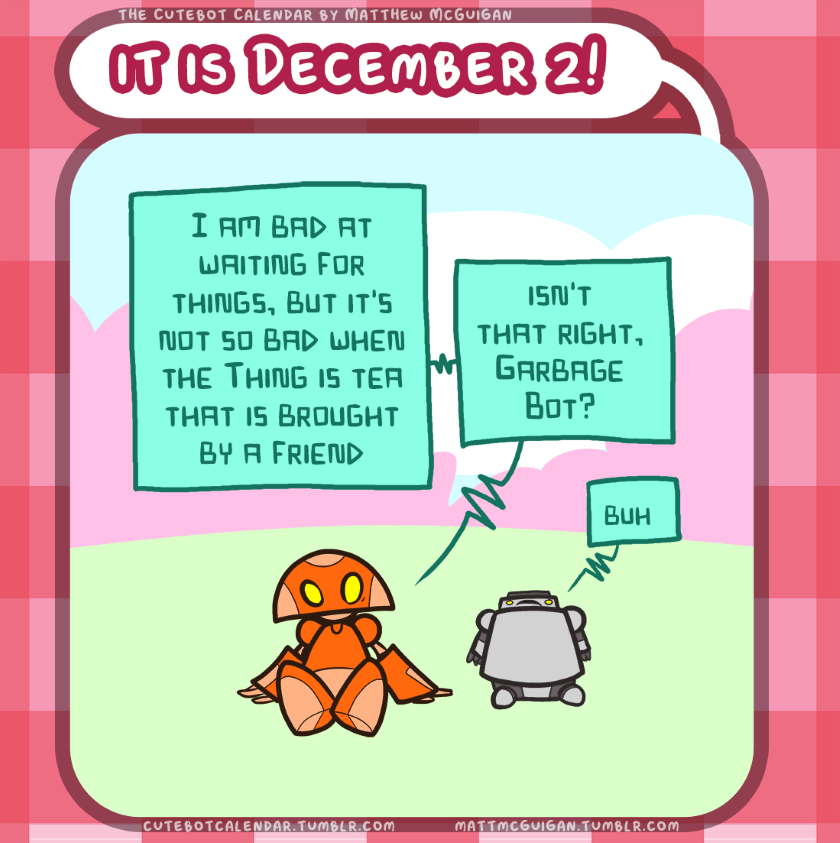 THE CUTEBOT CALENDAR BY MATTHEW MCGUIGAN
IT IS DECEMBER 2!
I AM BAD AT
WAITING FOR
THINGS, BUT IT'S
NOT SO BAD WHEN
THE THING IS TEA
THAT IS BROUGHT
BY A FRIEND
ISN'T
THAT RIGHT,
GARBAGE
BOT?
BUH
CUTEBOTCALENDAR.TUMBLR.COM
MATTMCGUIGAN.TUMBLR.COM